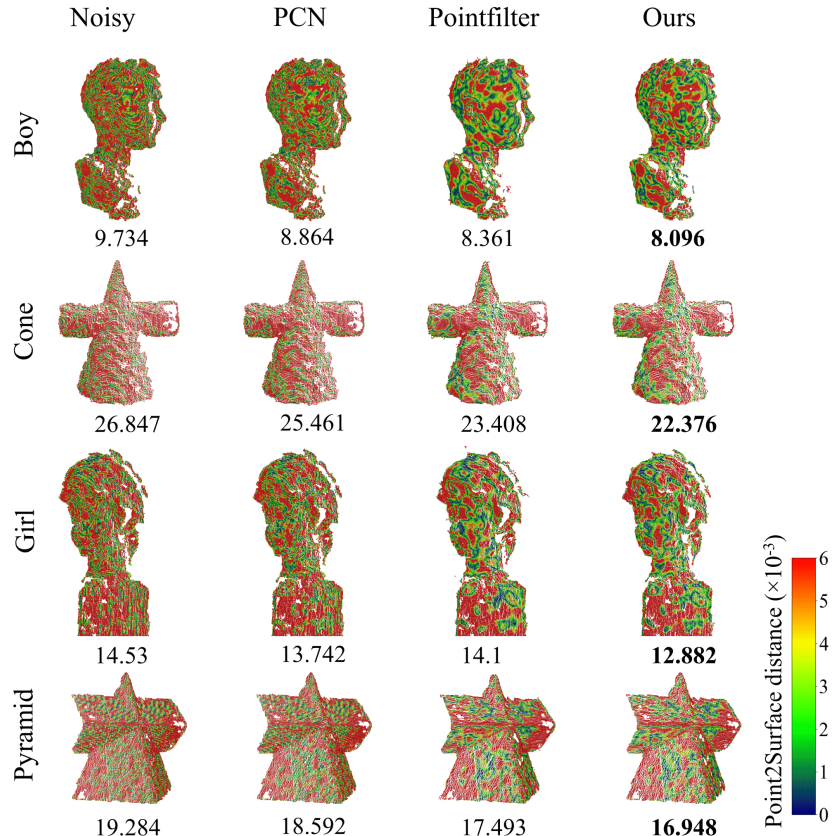 Noisy PCN Pointfilter Ours
Boy
9.734 8.864 8.361 8.096
Cone
26.847 25.461 23.408 22.376
Girl
14.53 13.742 14.1 12.882
Pyramid
19.284 18.592 17.493 16.948
Point2Surface distance (×10⁻³)
6
5
4
3
2
1
0